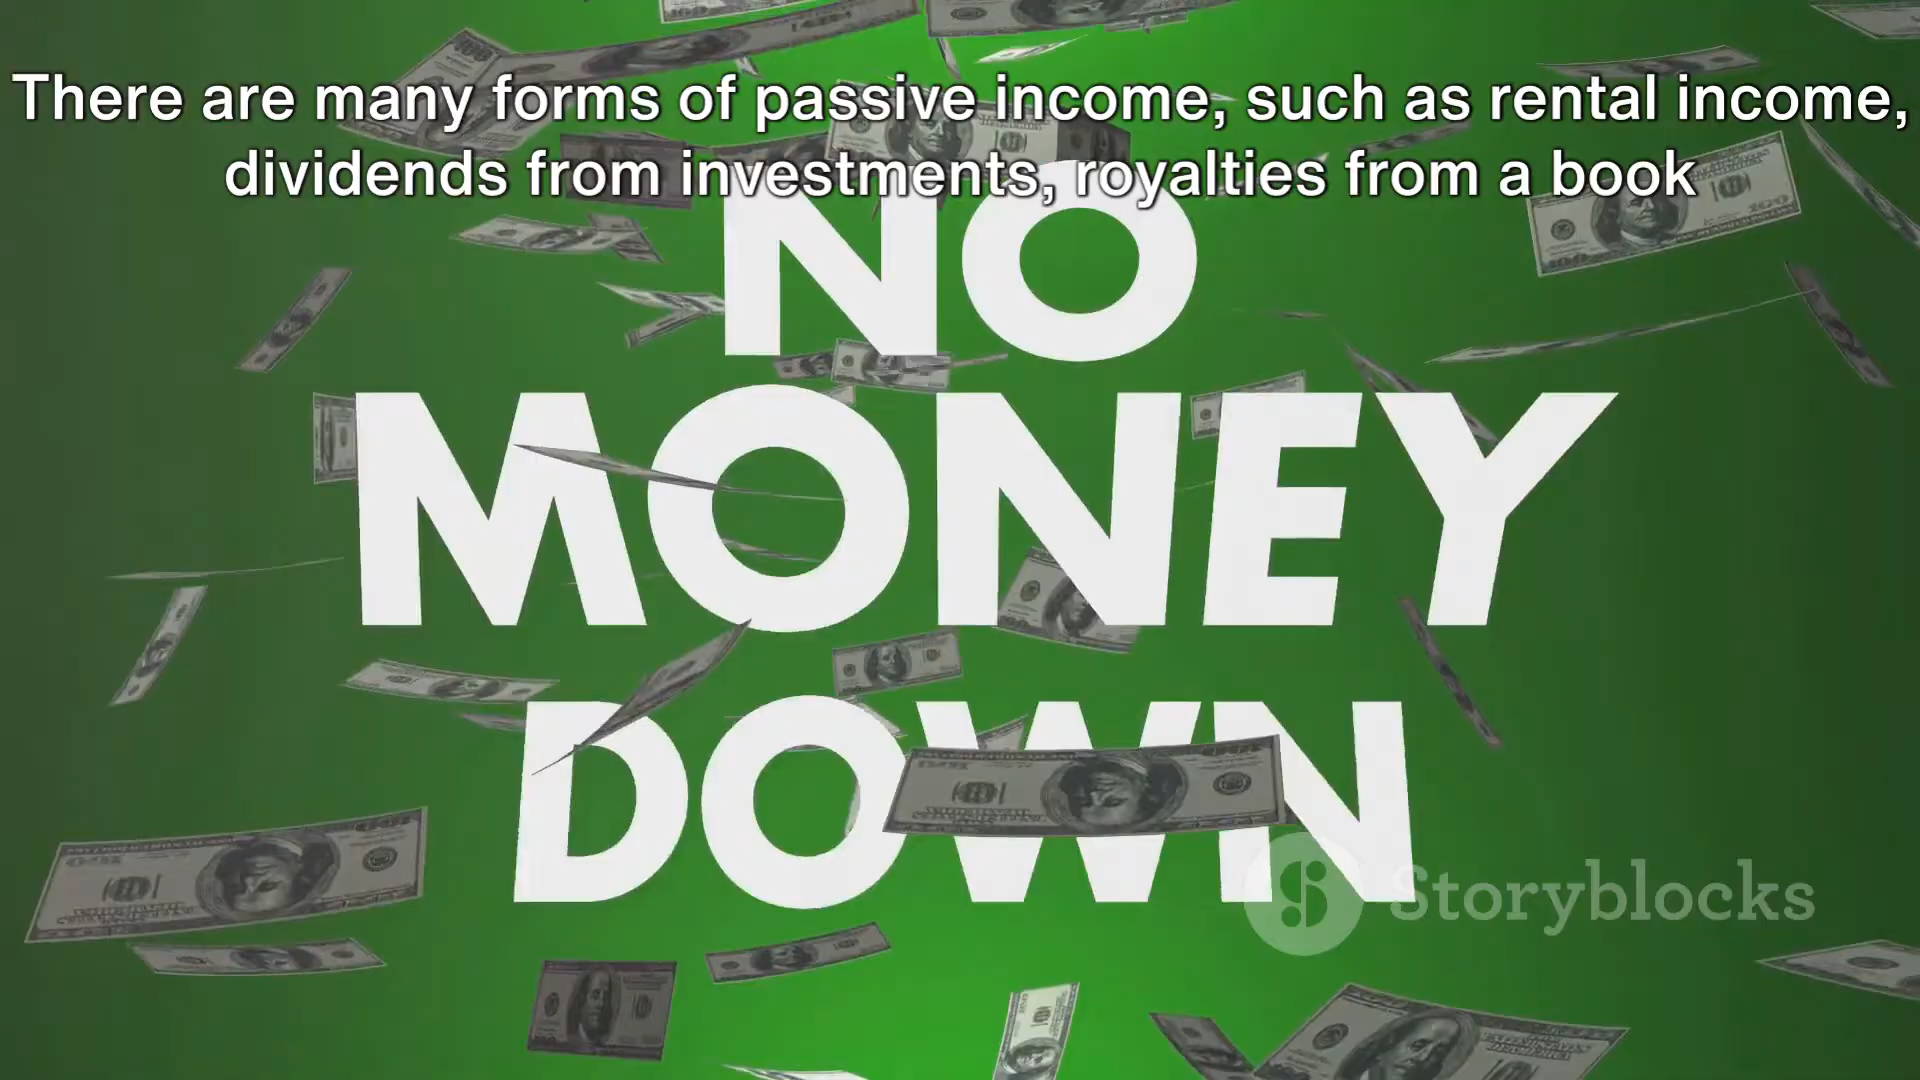 There are many forms of passive income, such as rental income,
dividends from investments, royalties from a book
NO
MONEY
DOWN
Storyblocks